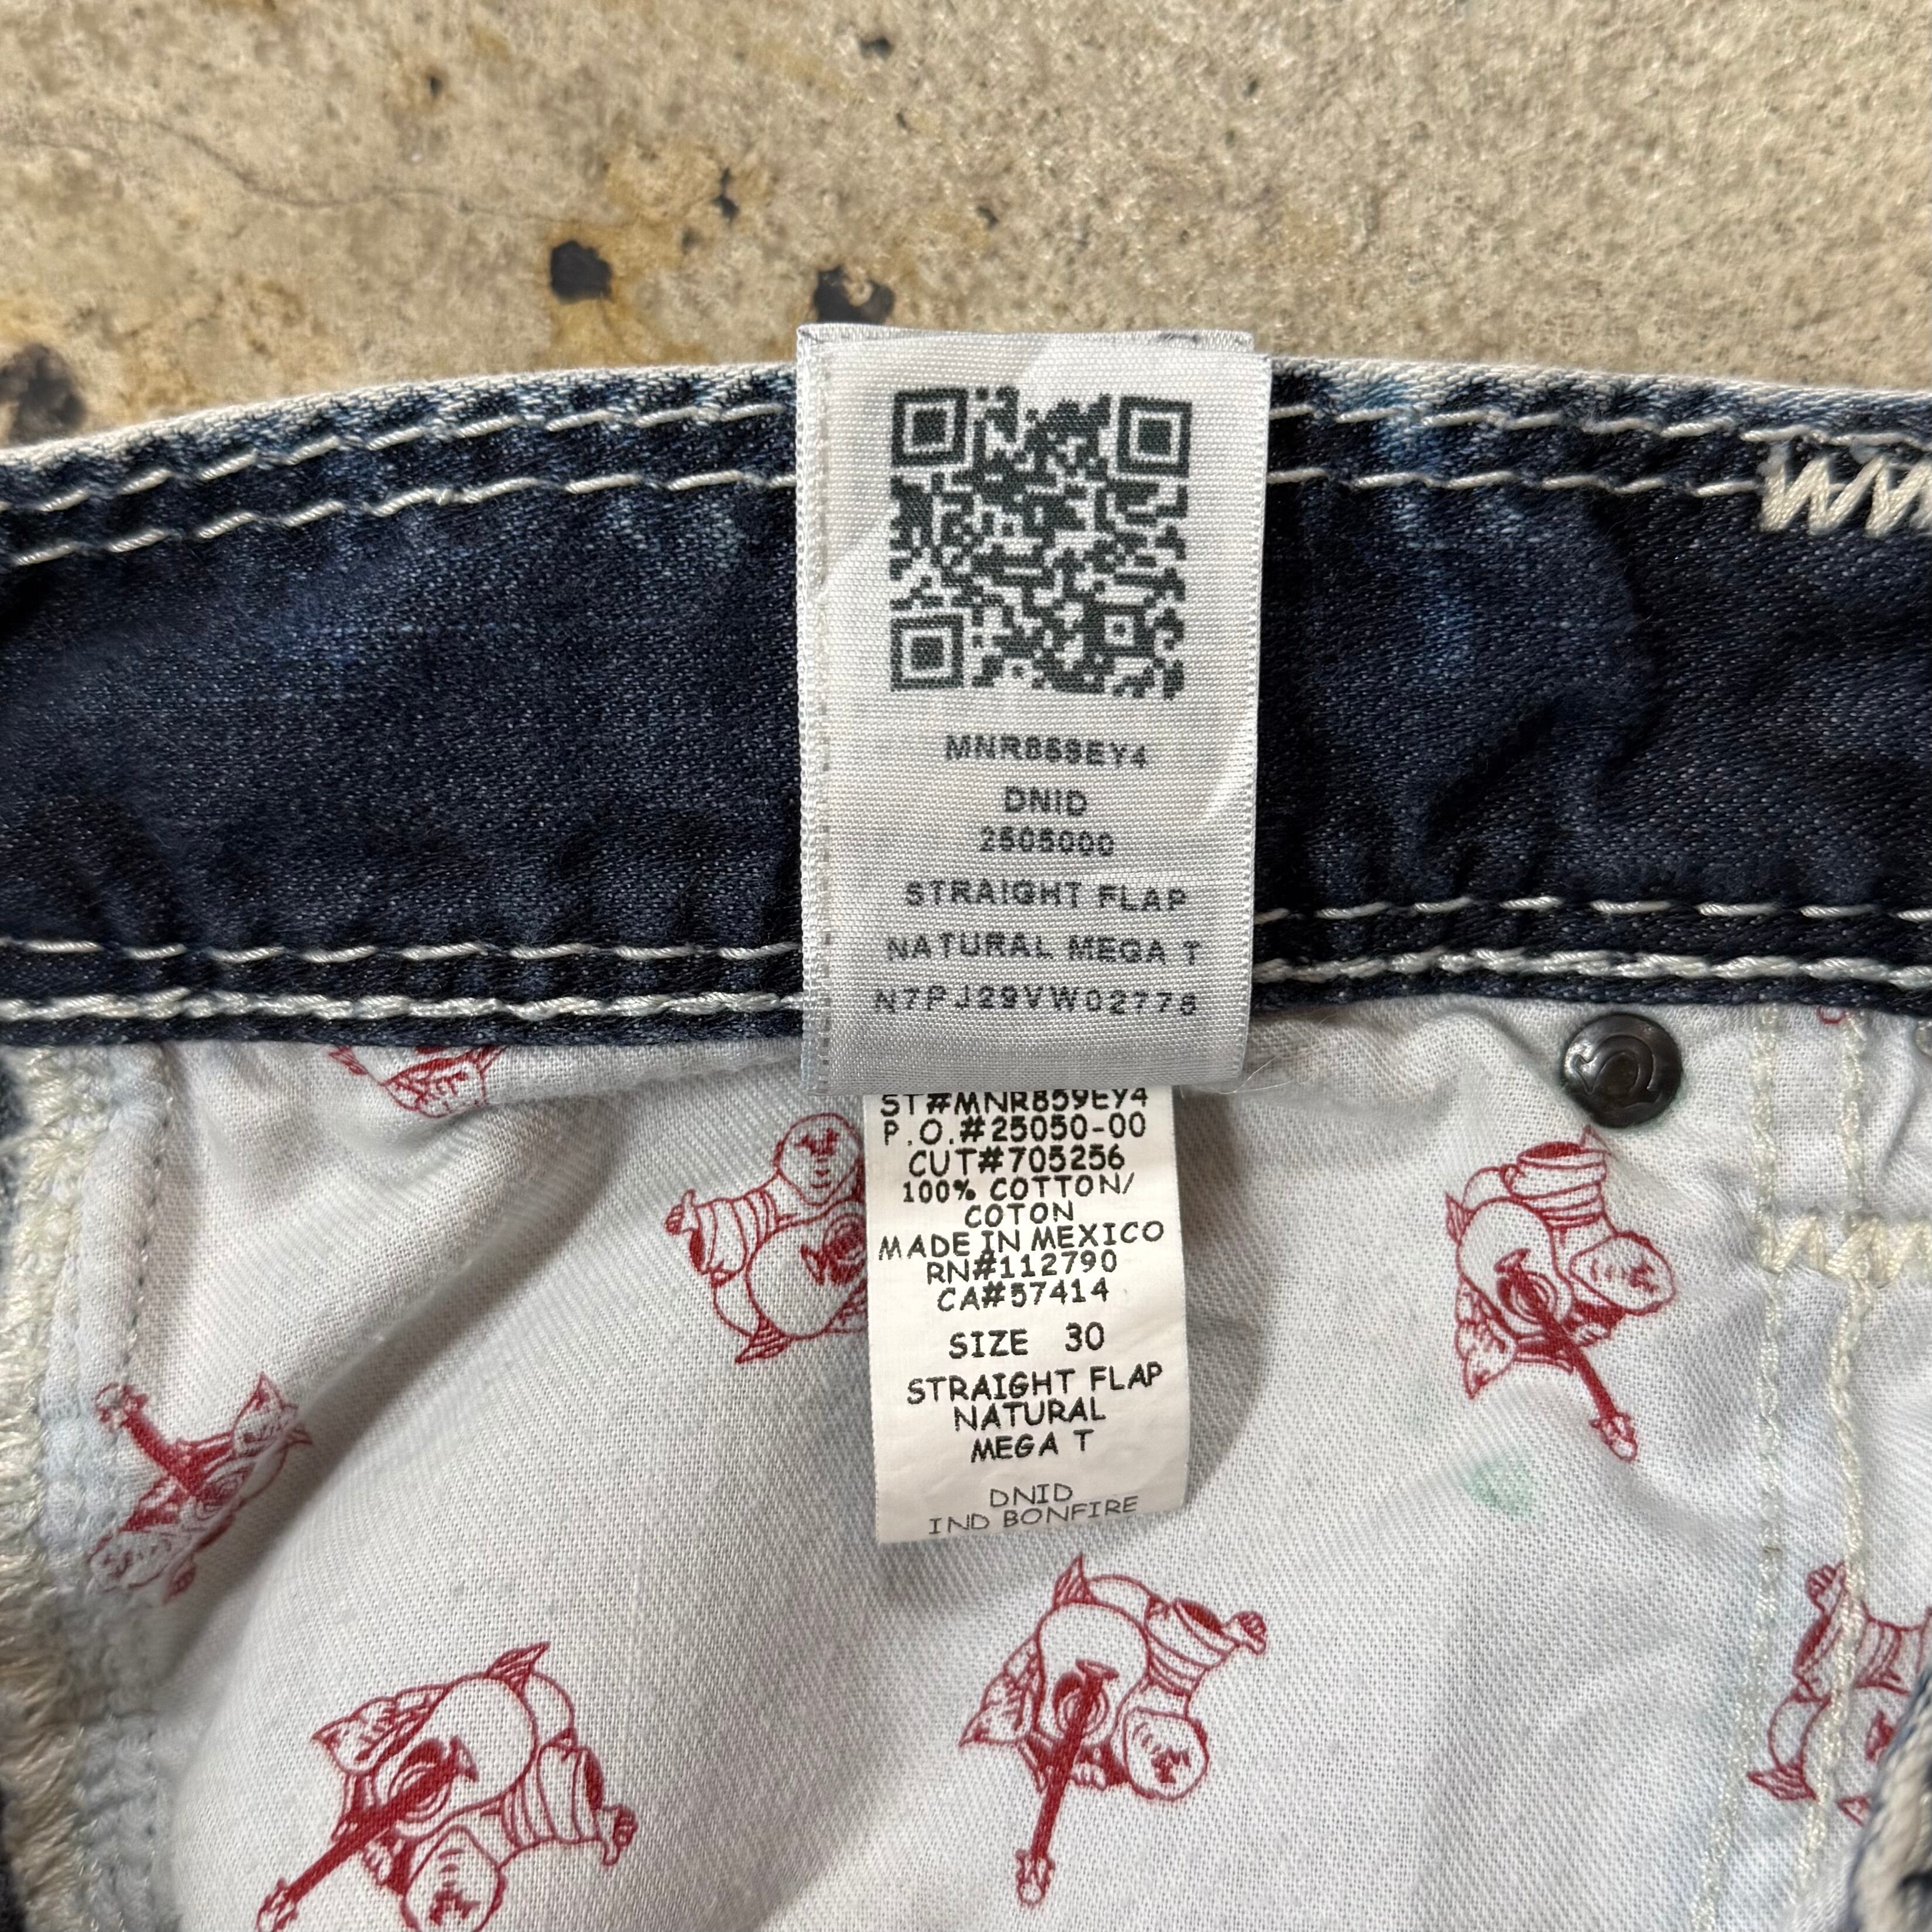 MNR859EY4
DNID
2505000
STRAIGHT FLAP
NATURAL MEGA T
N7PJ29VW02776
ST#MNR859EY4
P.O.#25050-00
CUT#705256
100% COTTON/
COTON
MADE IN MEXICO
RN#112790
CA#57414
SIZE 30
STRAIGHT FLAP
NATURAL
MEGA T
DNID
IND BONFIRE